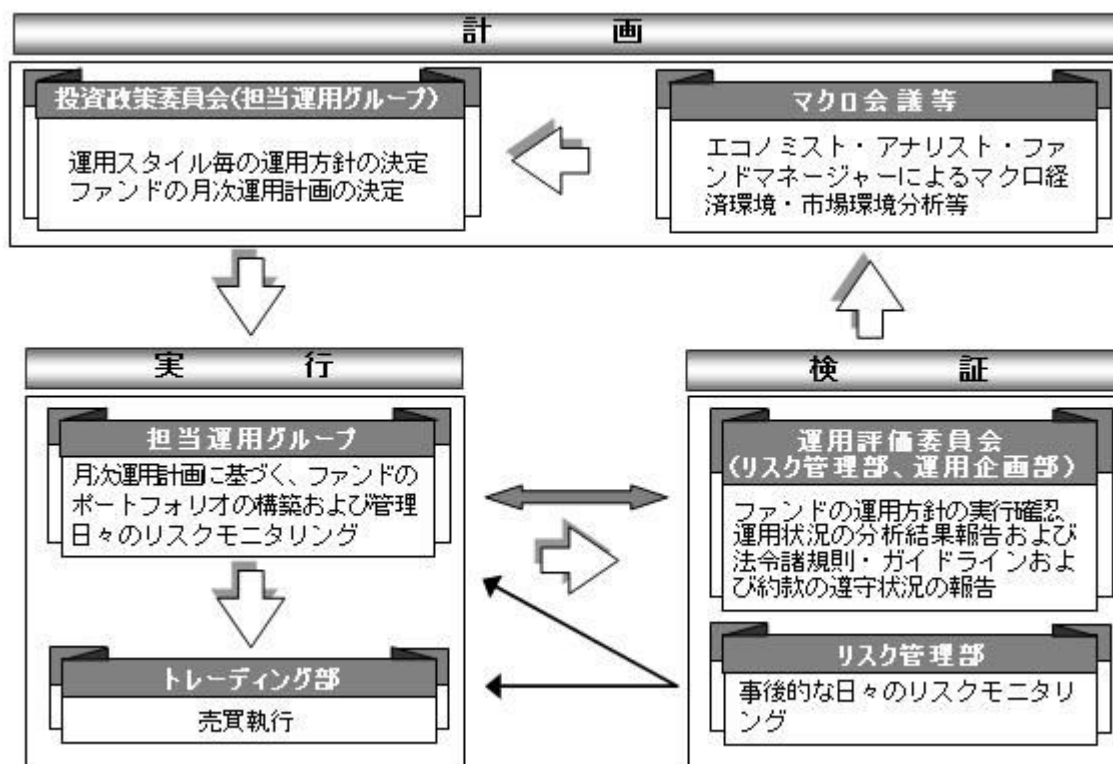 計画
投資政策委員会(担当運用グループ)
運用スタイル毎の運用方針の決定
ファンドの月次運用計画の決定
マクロ会議等
エコノミスト・アナリスト・ファ
ンドマネージャーによるマクロ経
済環境・市場環境分析等
実行
担当運用グループ
月次運用計画に基づく、ファンドの
ポートフォリオの構築および管理
日々のリスクモニタリング
トレーディング部
売買執行
検証
運用評価委員会
(リスク管理部、運用企画部)
ファンドの運用方針の実行確認、
運用状況の分析結果報告および
法令諸規則・ガイドラインおよ
び約款の遵守状況の報告
リスク管理部
事後的な日々のリスクモニタリ
ング